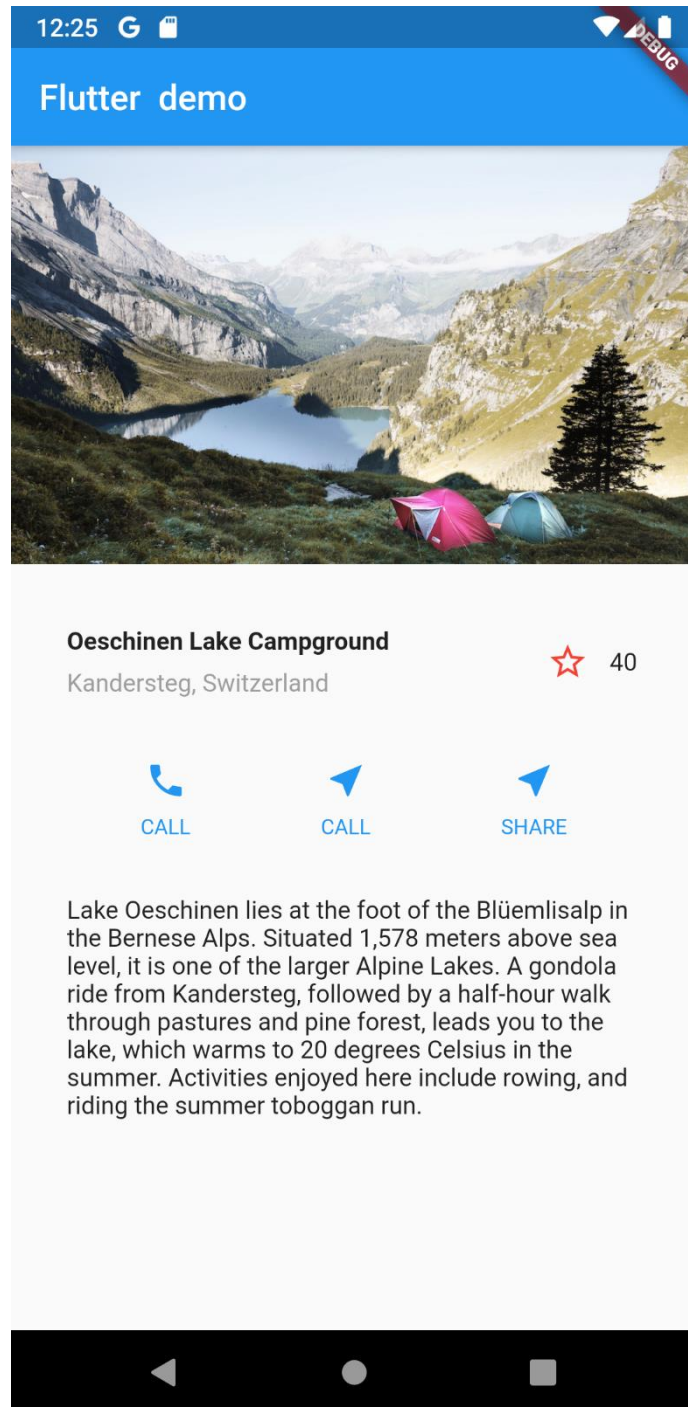 12:25 G
DEBUG
Flutter demo
Oeschinen Lake Campground
Kandersteg, Switzerland
40
CALL CALL SHARE
Lake Oeschinen lies at the foot of the Blüemlisalp in
the Bernese Alps. Situated 1,578 meters above sea
level, it is one of the larger Alpine Lakes. A gondola
ride from Kandersteg, followed by a half-hour walk
through pastures and pine forest, leads you to the
lake, which warms to 20 degrees Celsius in the
summer. Activities enjoyed here include rowing, and
riding the summer toboggan run.